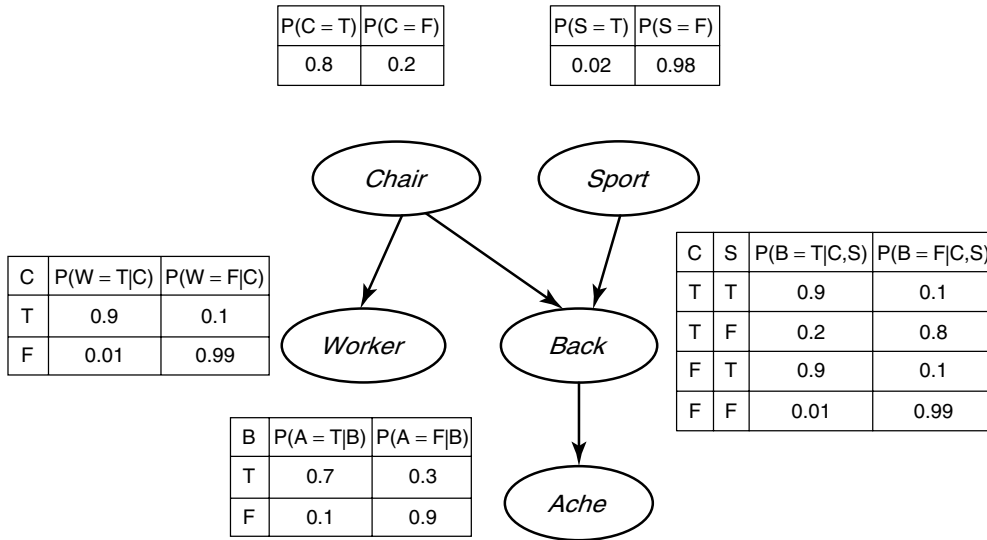 P(C = T) P(C = F)
0.8 0.2
P(S = T) P(S = F)
0.02 0.98
Chair
Sport
C P(W = T|C) P(W = F|C)
T 0.9 0.1
F 0.01 0.99
Worker
Back
C S P(B = T|C,S) P(B = F|C,S)
T T 0.9 0.1
T F 0.2 0.8
F T 0.9 0.1
F F 0.01 0.99
B P(A = T|B) P(A = F|B)
T 0.7 0.3
F 0.1 0.9
Ache